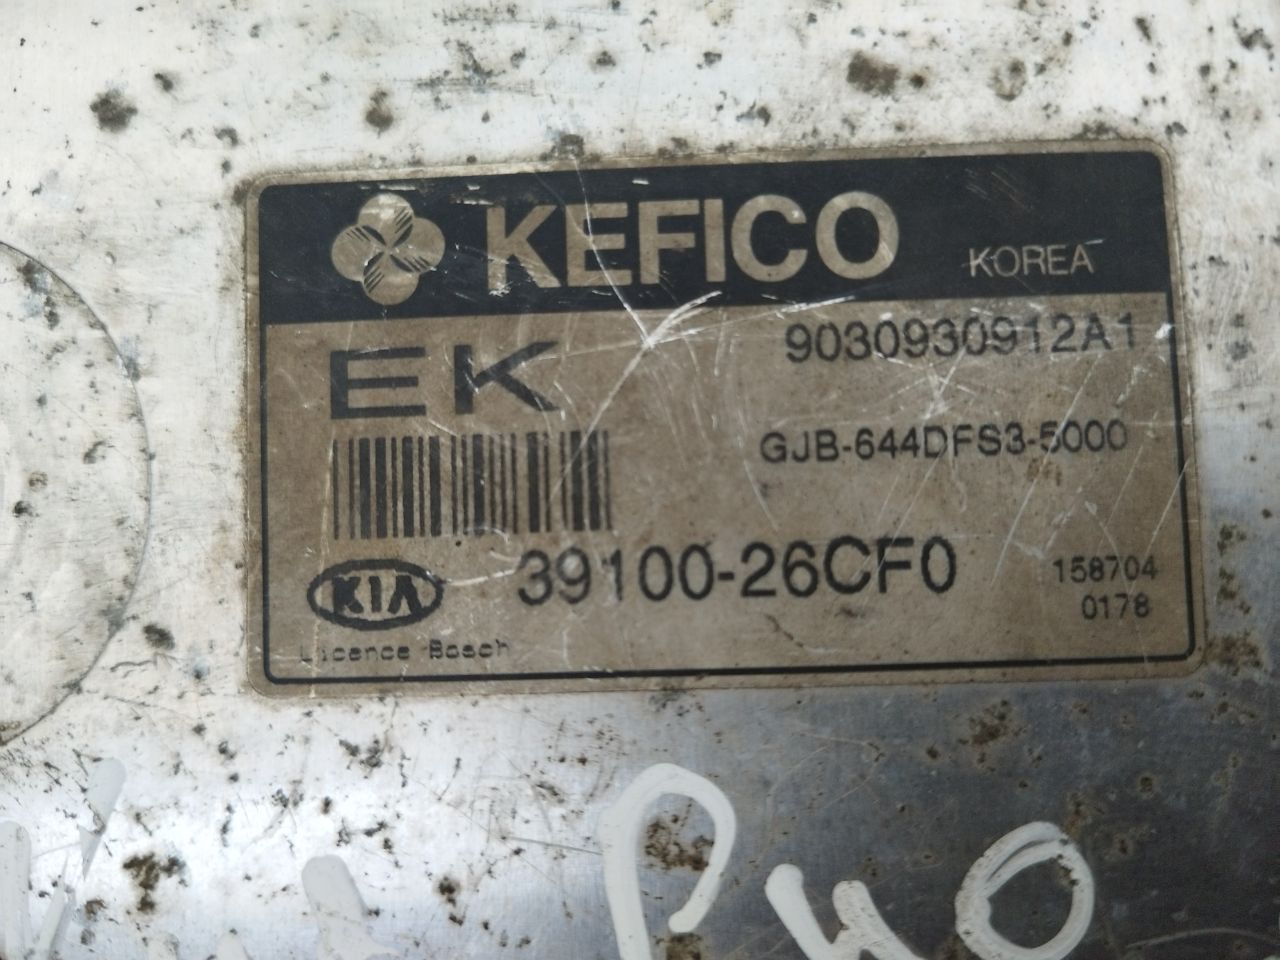 KEFICO KOREA
EK 9030930912A1
GJB-644DFS3-5000
KIA 39100-26CF0 158704
0178
Licence Bosch